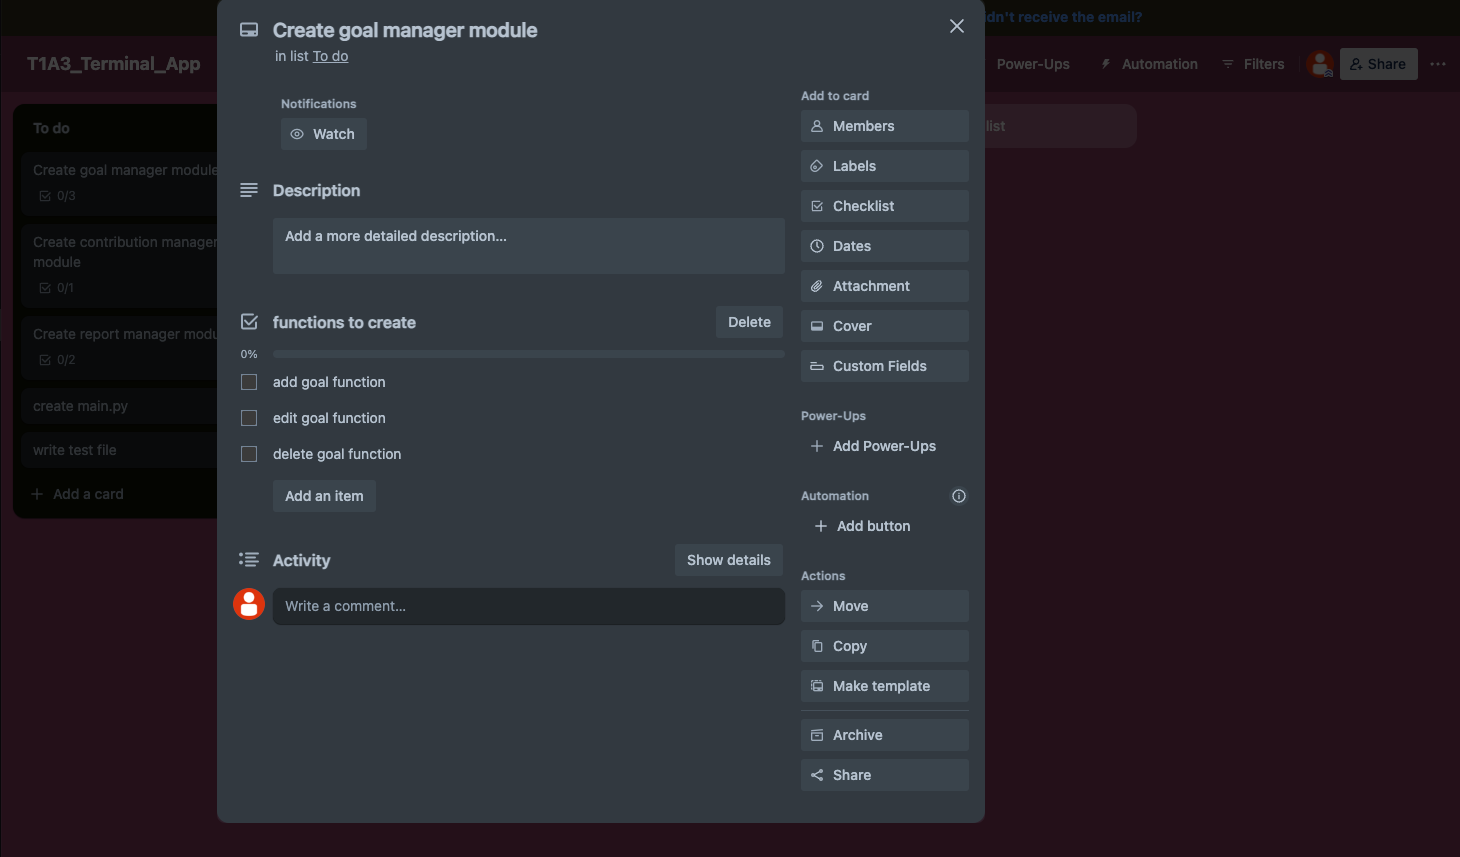 dn't receive the email?
T1A3_Terminal_App
Power-Ups
Automation
Filters
Share
To do
Create goal manager module
0/3
Create contribution manager
module
0/1
Create report manager modu
0/2
create main.py
write test file
Add a card
list
Create goal manager module
in list To do
Notifications
Watch
Description
Add a more detailed description...
functions to create
Delete
0%
add goal function
edit goal function
delete goal function
Add an item
Activity
Show details
Write a comment...
Add to card
Members
Labels
Checklist
Dates
Attachment
Cover
Custom Fields
Power-Ups
Add Power-Ups
Automation
Add button
Actions
Move
Copy
Make template
Archive
Share